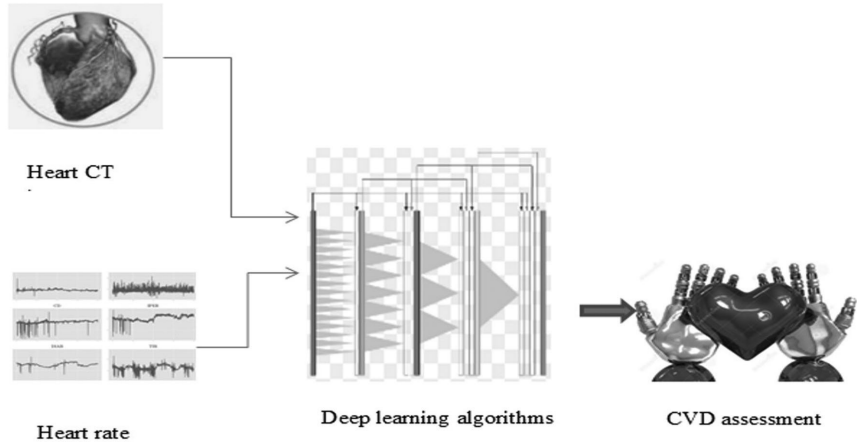 Heart CT
Heart rate
Deep learning algorithms
CVD assessment